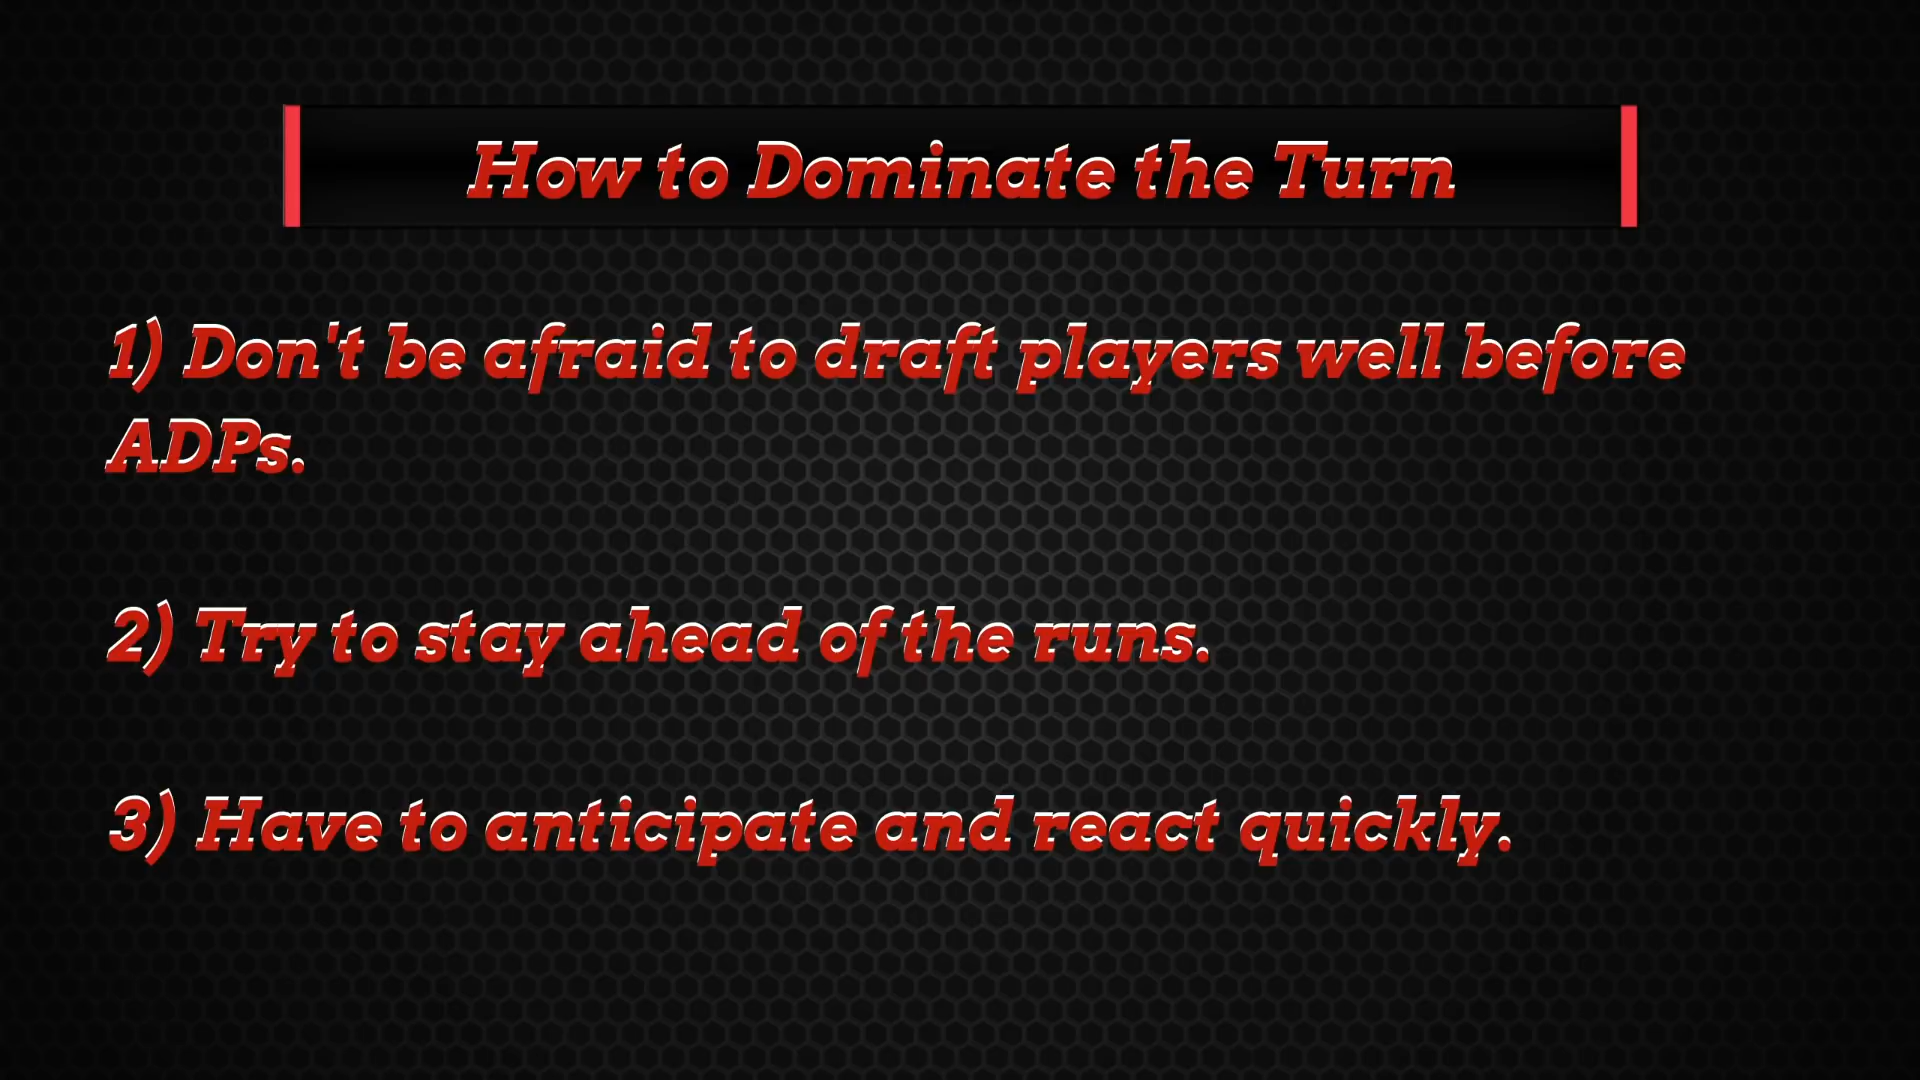 How to Dominate the Turn
1) Don't be afraid to draft players well before
ADPs.
2) Try to stay ahead of the runs.
3) Have to anticipate and react quickly.